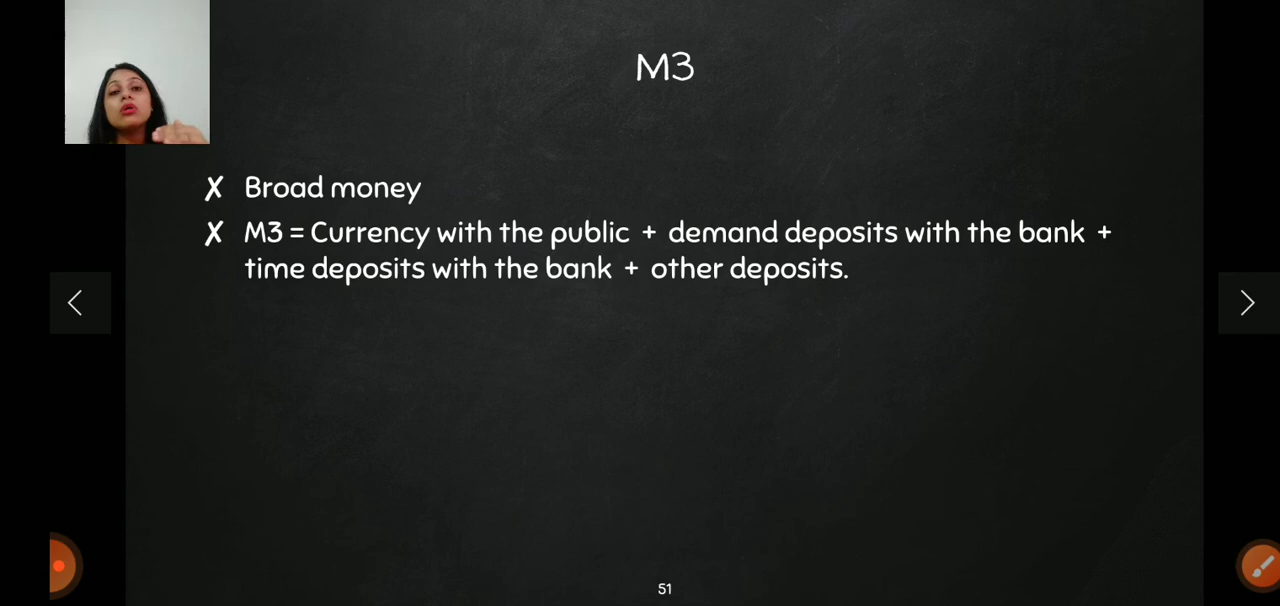 M3
✗ Broad money
✗ M3 = Currency with the public + demand deposits with the bank +
time deposits with the bank + other deposits.
51